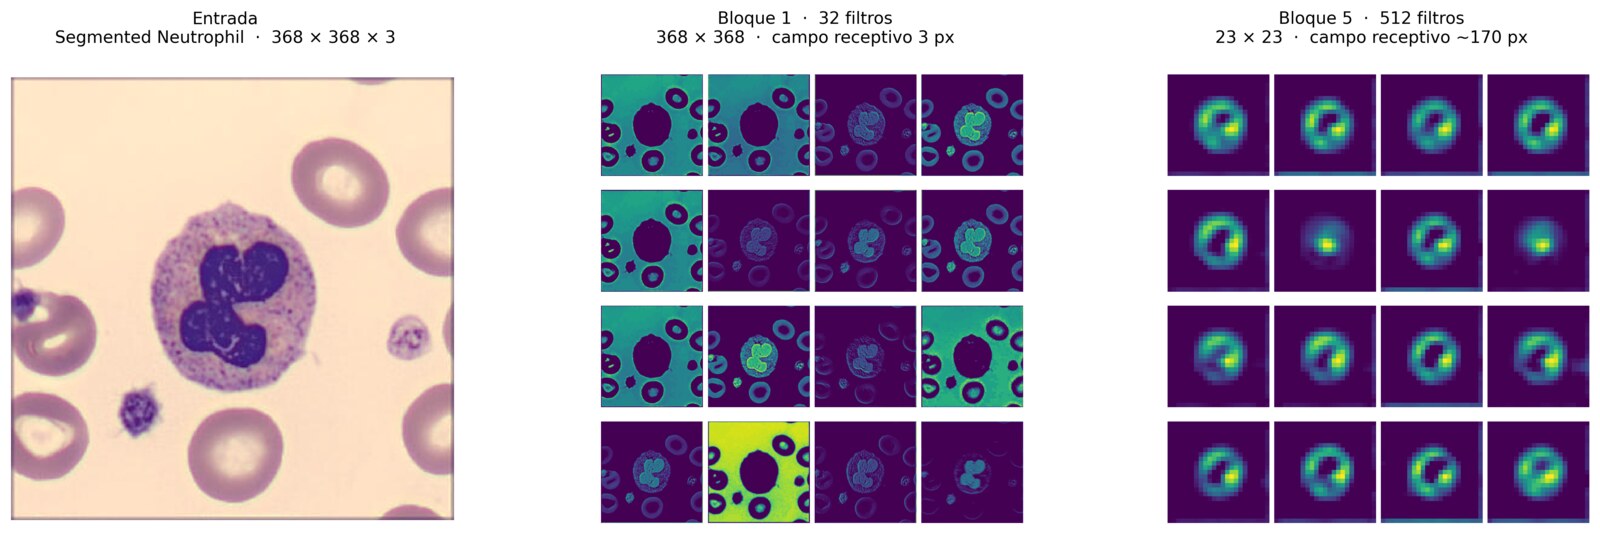 Entrada
Segmented Neutrophil · 368 × 368 × 3
Bloque 1 · 32 filtros
368 × 368 · campo receptivo 3 px
Bloque 5 · 512 filtros
23 × 23 · campo receptivo ~170 px